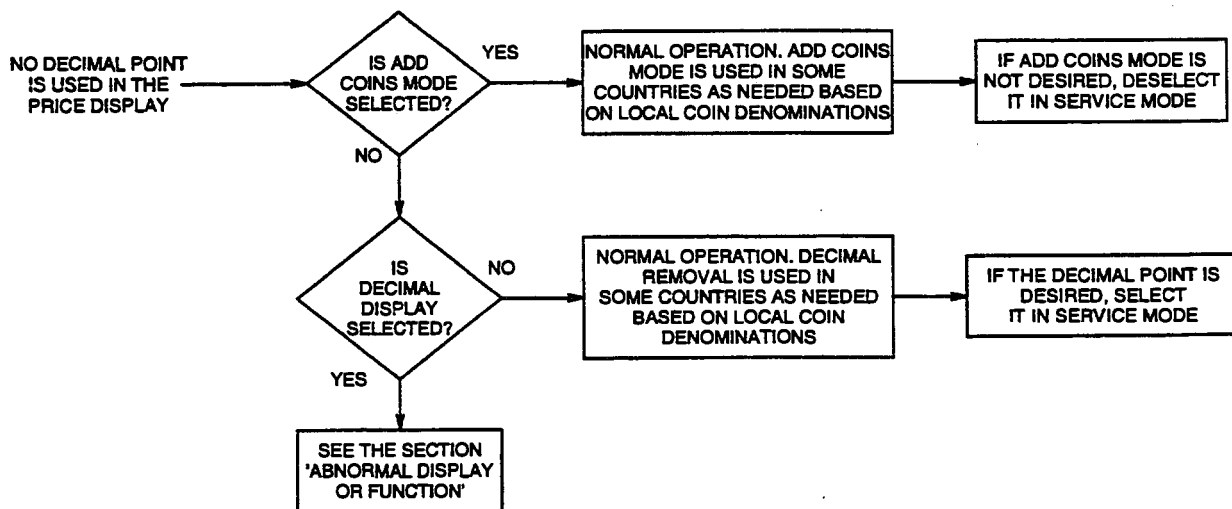 NO DECIMAL POINT
IS USED IN THE
PRICE DISPLAY
IS ADD
COINS MODE
SELECTED?
YES
NORMAL OPERATION. ADD COINS
MODE IS USED IN SOME
COUNTRIES AS NEEDED BASED
ON LOCAL COIN DENOMINATIONS
IF ADD COINS MODE IS
NOT DESIRED, DESELECT
IT IN SERVICE MODE
NO
IS
DECIMAL
DISPLAY
SELECTED?
NO
NORMAL OPERATION. DECIMAL
REMOVAL IS USED IN
SOME COUNTRIES AS NEEDED
BASED ON LOCAL COIN
DENOMINATIONS
IF THE DECIMAL POINT IS
DESIRED, SELECT
IT IN SERVICE MODE
YES
SEE THE SECTION
'ABNORMAL DISPLAY
OR FUNCTION'